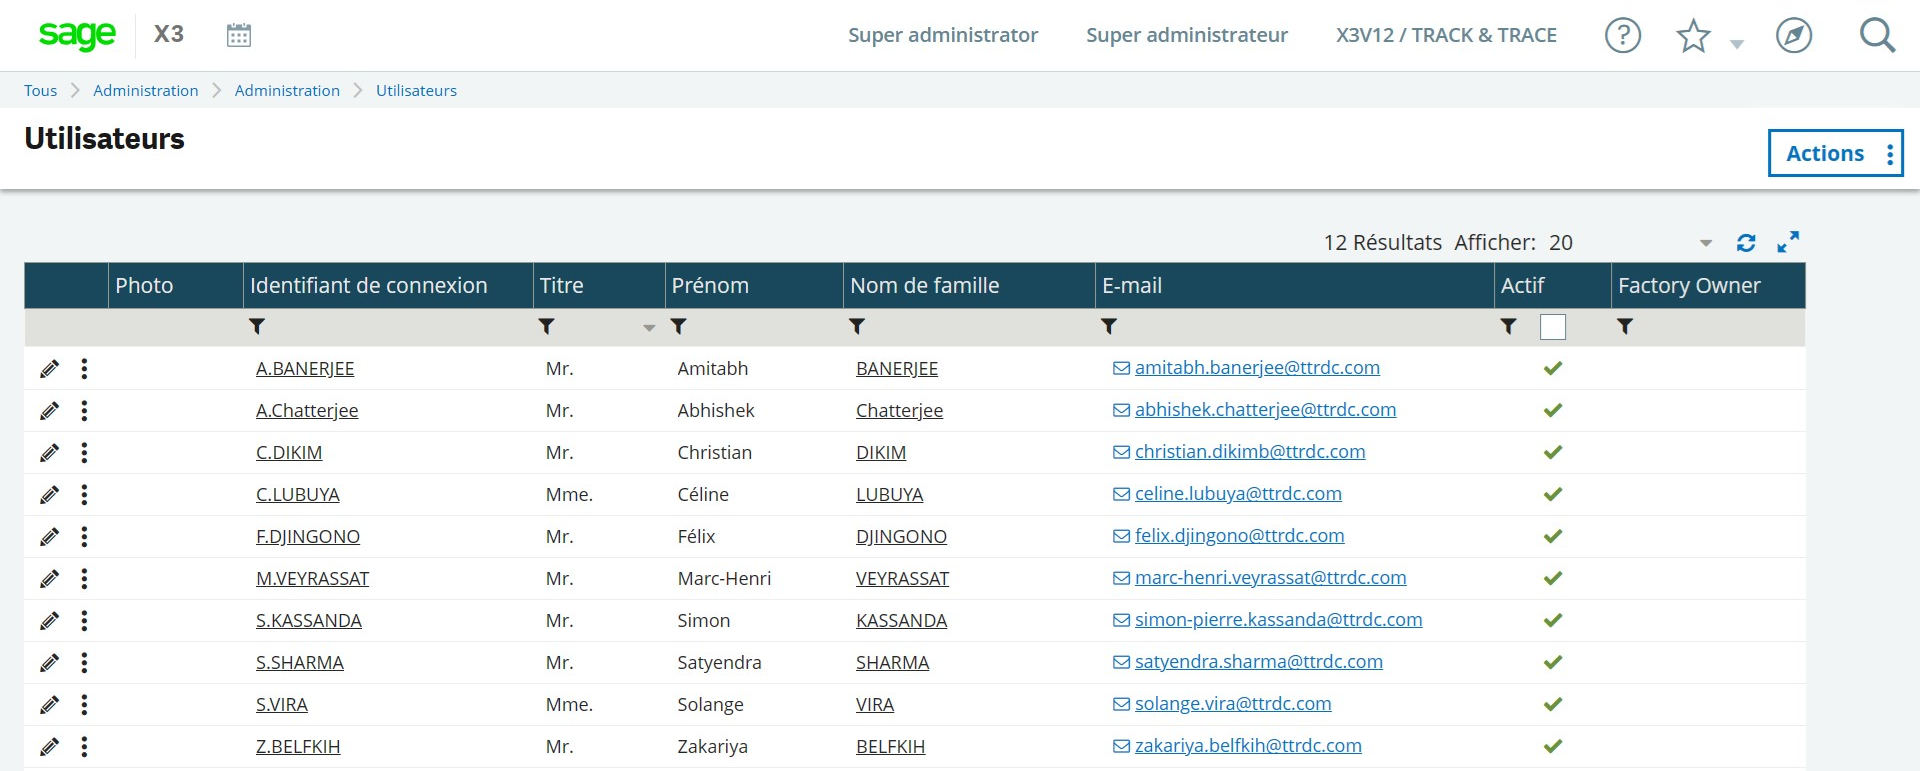 sage X3 Super administrator Super administrateur X3V12 / TRACK & TRACE ?
Tous Administration Administration Utilisateurs
Utilisateurs
Actions
12 Résultats Afficher: 20
Photo Identifiant de connexion Titre Prénom Nom de famille E-mail Actif Factory Owner
A.BANERJEE Mr. Amitabh BANERJEE amitabh.banerjee@ttrdc.com
A.Chatterjee Mr. Abhishek Chatterjee abhishek.chatterjee@ttrdc.com
C.DIKIM Mr. Christian DIKIM christian.dikimb@ttrdc.com
C.LUBUYA Mme. Céline LUBUYA celine.lubuya@ttrdc.com
F.DJINGONO Mr. Félix DJINGONO felix.djingono@ttrdc.com
M.VEYRASSAT Mr. Marc-Henri VEYRASSAT marc-henri.veyrassat@ttrdc.com
S.KASSANDA Mr. Simon KASSANDA simon-pierre.kassanda@ttrdc.com
S.SHARMA Mr. Satyendra SHARMA satyendra.sharma@ttrdc.com
S.VIRA Mme. Solange VIRA solange.vira@ttrdc.com
Z.BELFKIH Mr. Zakariya BELFKIH zakariya.belfkih@ttrdc.com